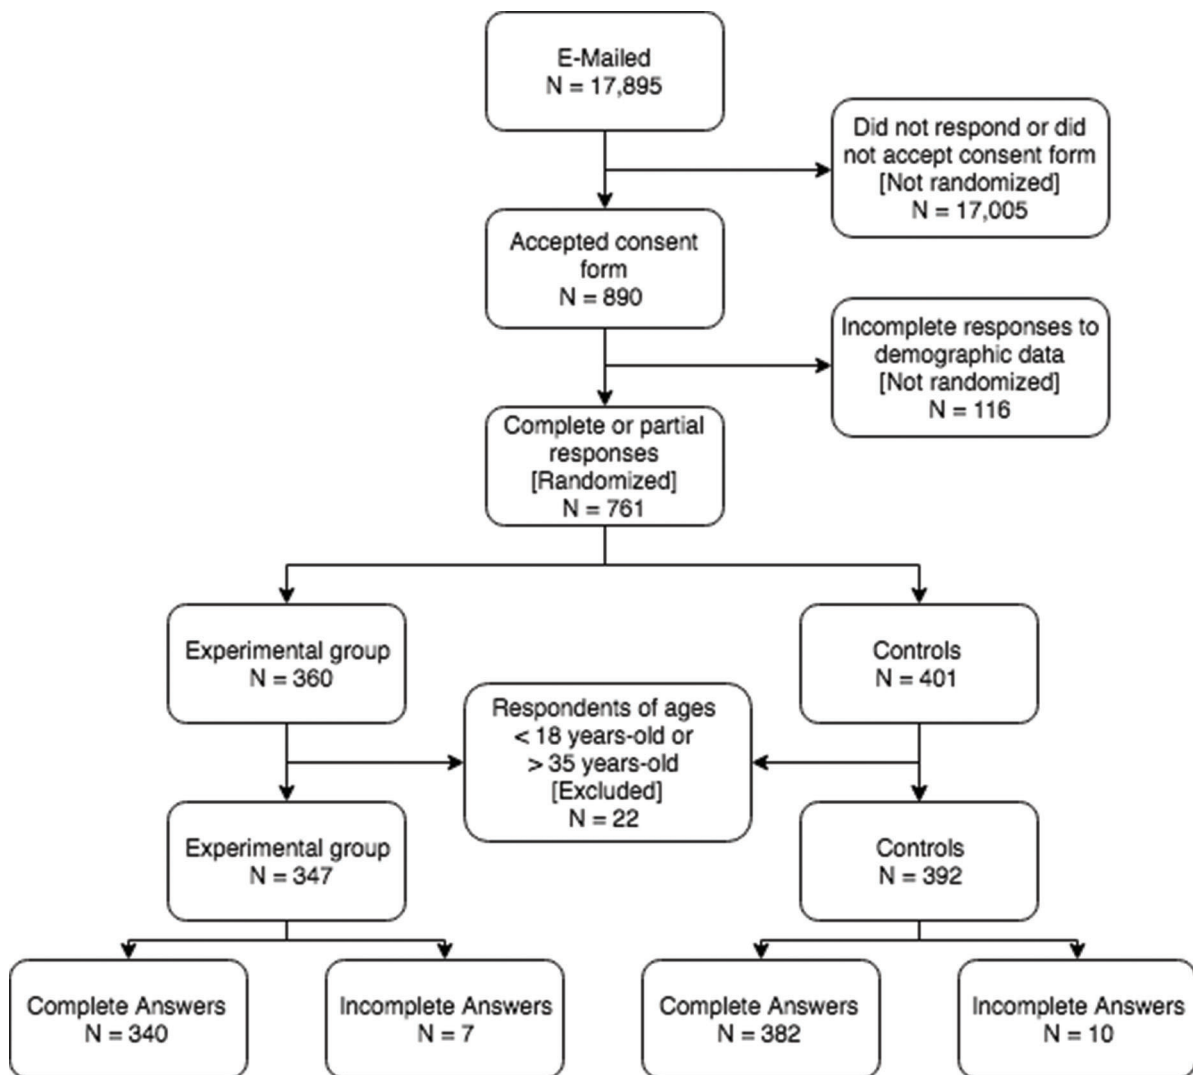 E-Mailed
N = 17,895
Did not respond or did
not accept consent form
[Not randomized]
N = 17,005
Accepted consent
form
N = 890
Incomplete responses to
demographic data
[Not randomized]
N = 116
Complete or partial
responses
[Randomized]
N = 761
Experimental group
N = 360
Controls
N = 401
Respondents of ages
< 18 years-old or
> 35 years-old
[Excluded]
N = 22
Experimental group
N = 347
Controls
N = 392
Complete Answers
N = 340
Incomplete Answers
N = 7
Complete Answers
N = 382
Incomplete Answers
N = 10